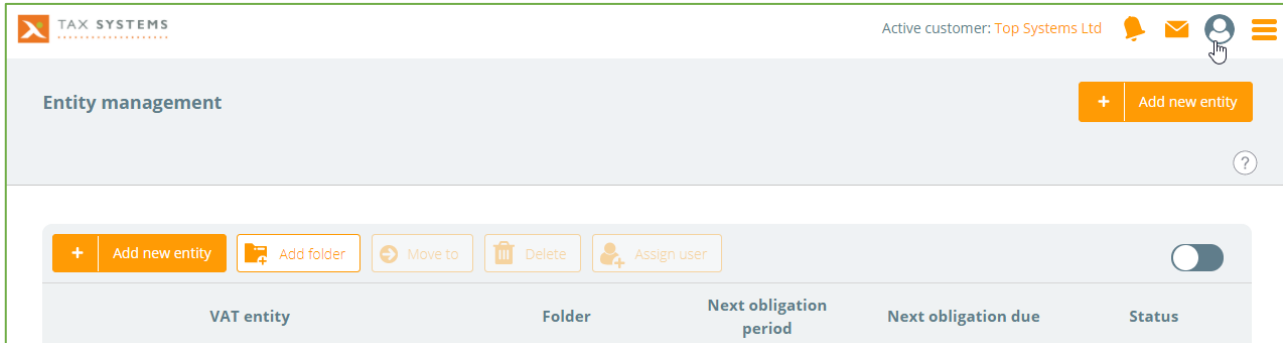 TAX SYSTEMS
Active customer: Top Systems Ltd
Entity management
+ Add new entity
?
+ Add new entity
Add folder
Move to
Delete
Assign user
VAT entity
Folder
Next obligation
period
Next obligation due
Status